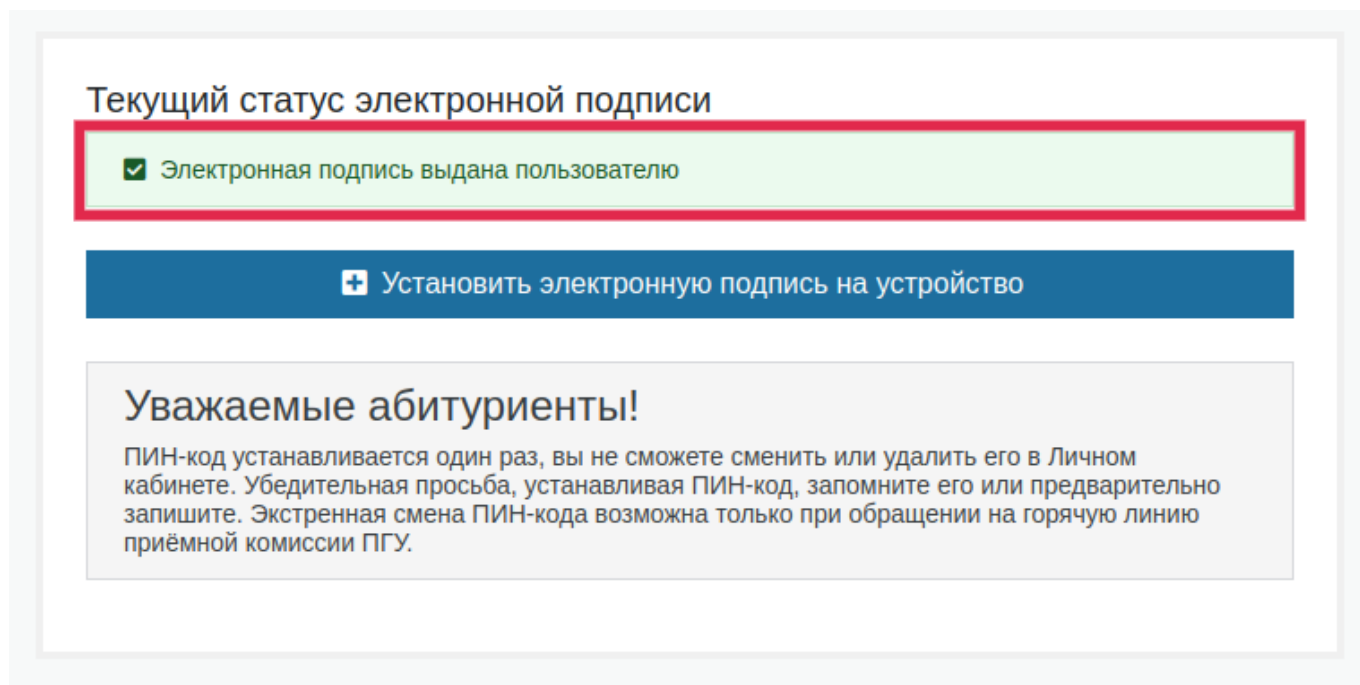 Текущий статус электронной подписи
Электронная подпись выдана пользователю
Установить электронную подпись на устройство
Уважаемые абитуриенты!
ПИН-код устанавливается один раз, вы не сможете сменить или удалить его в Личном
кабинете. Убедительная просьба, устанавливая ПИН-код, запомните его или предварительно
запишите. Экстренная смена ПИН-кода возможна только при обращении на горячую линию
приёмной комиссии ПГУ.